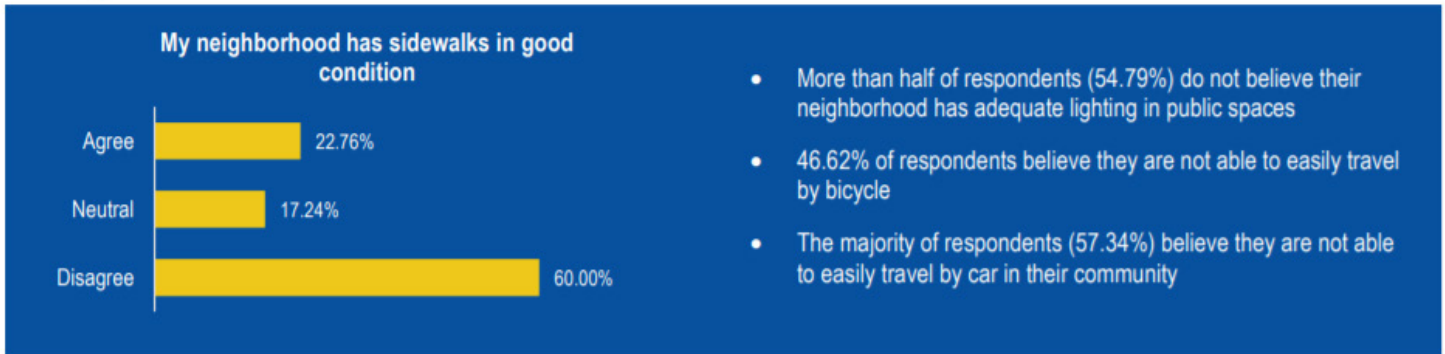 My neighborhood has sidewalks in good
condition
Agree
22.76%
Neutral
17.24%
Disagree
60.00%
● More than half of respondents (54.79%) do not believe their
neighborhood has adequate lighting in public spaces
● 46.62% of respondents believe they are not able to easily travel
by bicycle
● The majority of respondents (57.34%) believe they are not able
to easily travel by car in their community